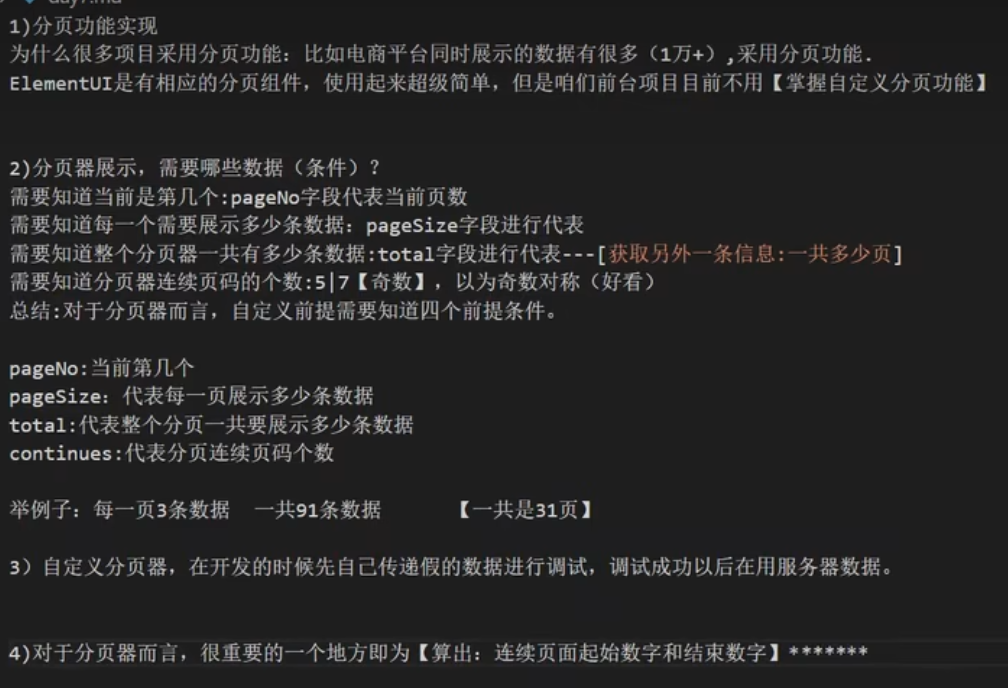 day7.md
1)分页功能实现
为什么很多项目采用分页功能：比如电商平台同时展示的数据有很多（1万+）,采用分页功能.
ElementUI是有相应的分页组件，使用起来超级简单，但是咱们前台项目目前不用【掌握自定义分页功能】
2)分页器展示，需要哪些数据（条件）？
需要知道当前是第几个:pageNo字段代表当前页数
需要知道每一个需要展示多少条数据：pageSize字段进行代表
需要知道整个分页器一共有多少条数据:total字段进行代表---[获取另外一条信息:一共多少页]
需要知道分页器连续页码的个数:5|7【奇数】，以为奇数对称（好看）
总结:对于分页器而言，自定义前提需要知道四个前提条件。
pageNo:当前第几个
pageSize：代表每一页展示多少条数据
total:代表整个分页一共要展示多少条数据
continues:代表分页连续页码个数
举例子：每一页3条数据 一共91条数据 【一共是31页】
3）自定义分页器，在开发的时候先自己传递假的数据进行调试，调试成功以后在用服务器数据。
4)对于分页器而言，很重要的一个地方即为【算出：连续页面起始数字和结束数字】*******